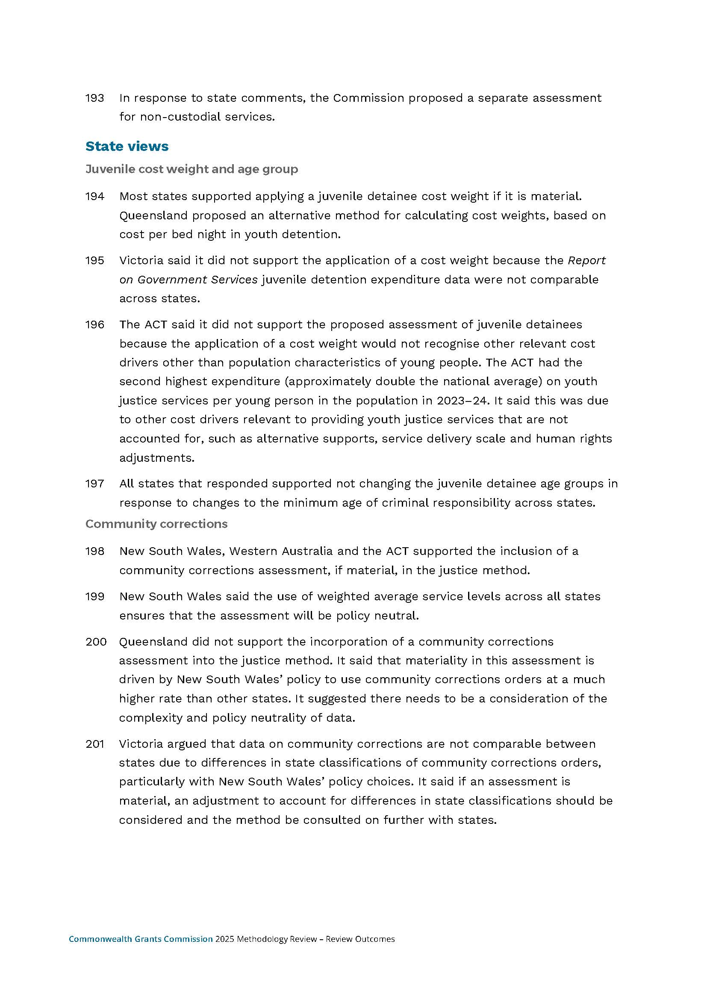 193 In response to state comments, the Commission proposed a separate assessment
for non-custodial services.
State views
Juvenile cost weight and age group
194 Most states supported applying a juvenile detainee cost weight if it is material.
Queensland proposed an alternative method for calculating cost weights, based on
cost per bed night in youth detention.
195 Victoria said it did not support the application of a cost weight because the Report
on Government Services juvenile detention expenditure data were not comparable
across states.
196 The ACT said it did not support the proposed assessment of juvenile detainees
because the application of a cost weight would not recognise other relevant cost
drivers other than population characteristics of young people. The ACT had the
second highest expenditure (approximately double the national average) on youth
justice services per young person in the population in 2023–24. It said this was due
to other cost drivers relevant to providing youth justice services that are not
accounted for, such as alternative supports, service delivery scale and human rights
adjustments.
197 All states that responded supported not changing the juvenile detainee age groups in
response to changes to the minimum age of criminal responsibility across states.
Community corrections
198 New South Wales, Western Australia and the ACT supported the inclusion of a
community corrections assessment, if material, in the justice method.
199 New South Wales said the use of weighted average service levels across all states
ensures that the assessment will be policy neutral.
200 Queensland did not support the incorporation of a community corrections
assessment into the justice method. It said that materiality in this assessment is
driven by New South Wales’ policy to use community corrections orders at a much
higher rate than other states. It suggested there needs to be a consideration of the
complexity and policy neutrality of data.
201 Victoria argued that data on community corrections are not comparable between
states due to differences in state classifications of community corrections orders,
particularly with New South Wales’ policy choices. It said if an assessment is
material, an adjustment to account for differences in state classifications should be
considered and the method be consulted on further with states.
Commonwealth Grants Commission 2025 Methodology Review – Review Outcomes